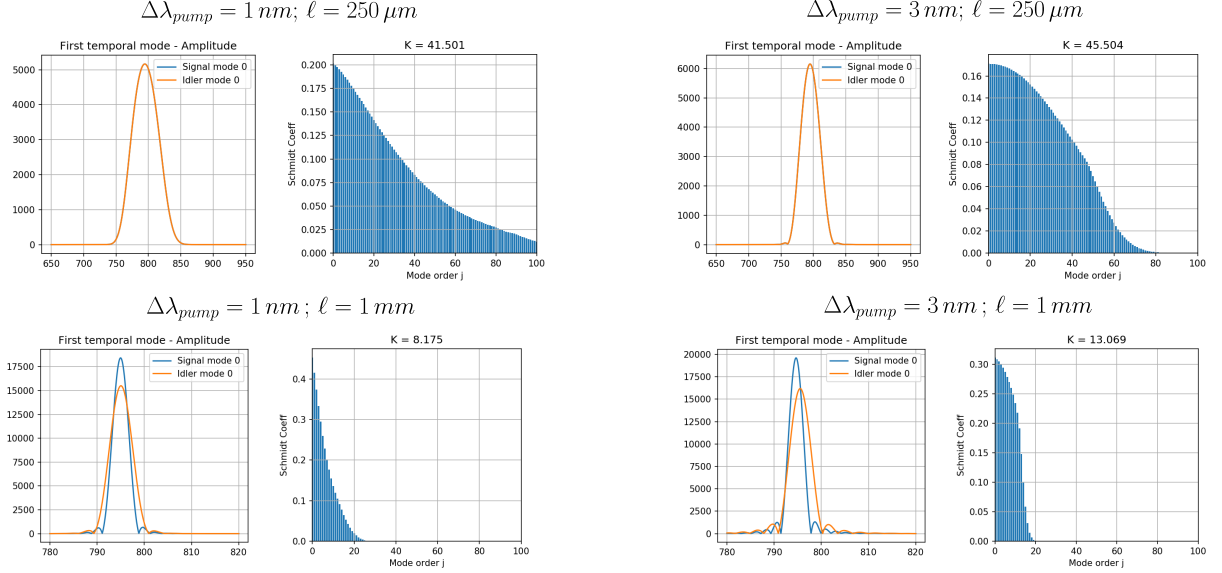 Δλpump = 1 nm; ℓ = 250 μm
First temporal mode - Amplitude
Signal mode 0
Idler mode 0
5000
4000
3000
2000
1000
0
650 700 750 800 850 900 950
K = 41.501
Schmidt Coeff
0.200
0.175
0.150
0.125
0.100
0.075
0.050
0.025
0.000
0 20 40 60 80 100
Mode order j
Δλpump = 3 nm; ℓ = 250 μm
First temporal mode - Amplitude
Signal mode 0
Idler mode 0
6000
5000
4000
3000
2000
1000
0
650 700 750 800 850 900 950
K = 45.504
Schmidt Coeff
0.16
0.14
0.12
0.10
0.08
0.06
0.04
0.02
0.00
0 20 40 60 80 100
Mode order j
Δλpump = 1 nm ; ℓ = 1 mm
First temporal mode - Amplitude
Signal mode 0
Idler mode 0
17500
15000
12500
10000
7500
5000
2500
0
780 790 800 810 820
K = 8.175
Schmidt Coeff
0.4
0.3
0.2
0.1
0.0
0 20 40 60 80 100
Mode order j
Δλpump = 3 nm ; ℓ = 1 mm
First temporal mode - Amplitude
Signal mode 0
Idler mode 0
20000
17500
15000
12500
10000
7500
5000
2500
0
780 790 800 810 820
K = 13.069
Schmidt Coeff
0.30
0.25
0.20
0.15
0.10
0.05
0.00
0 20 40 60 80 100
Mode order j